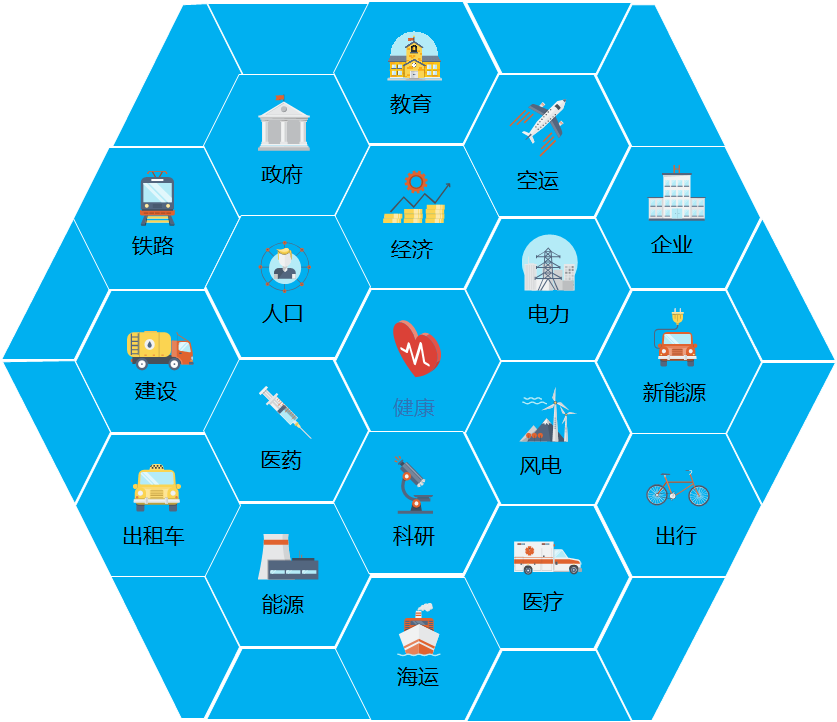 教育
政府
空运
铁路
经济
企业
人口
电力
建设
健康
新能源
医药
风电
出租车
科研
出行
能源
医疗
海运